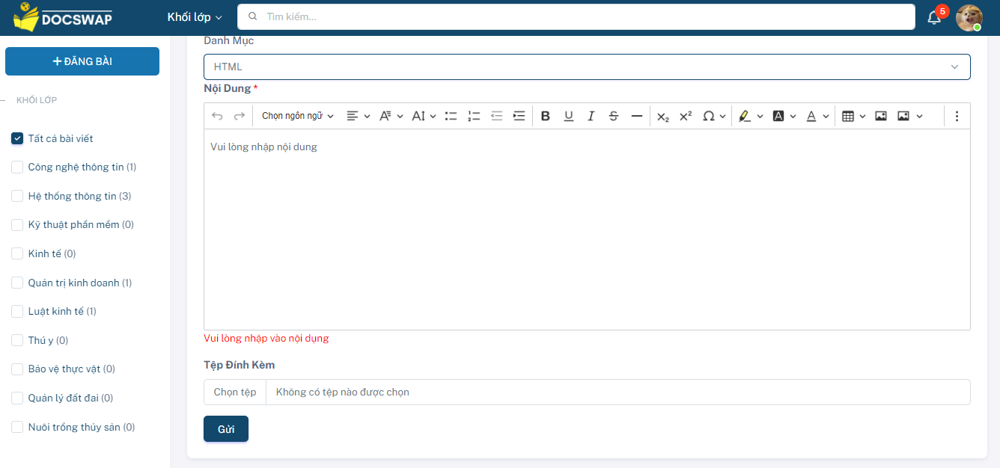 DOCSWAP
Khối lớp
Tìm kiếm...
5
ĐĂNG BÀI
KHỐI LỚP
Tất cả bài viết
Công nghệ thông tin (1)
Hệ thống thông tin (3)
Kỹ thuật phần mềm (0)
Kinh tế (0)
Quản trị kinh doanh (1)
Luật kinh tế (1)
Thú y (0)
Bảo vệ thực vật (0)
Quản lý đất đai (0)
Nuôi trồng thủy sản (0)
Danh Mục
HTML
Nội Dung *
Chọn ngôn ngữ
Vui lòng nhập nội dung
Vui lòng nhập vào nội dụng
Tệp Đính Kèm
Chọn tệp Không có tệp nào được chọn
Gửi